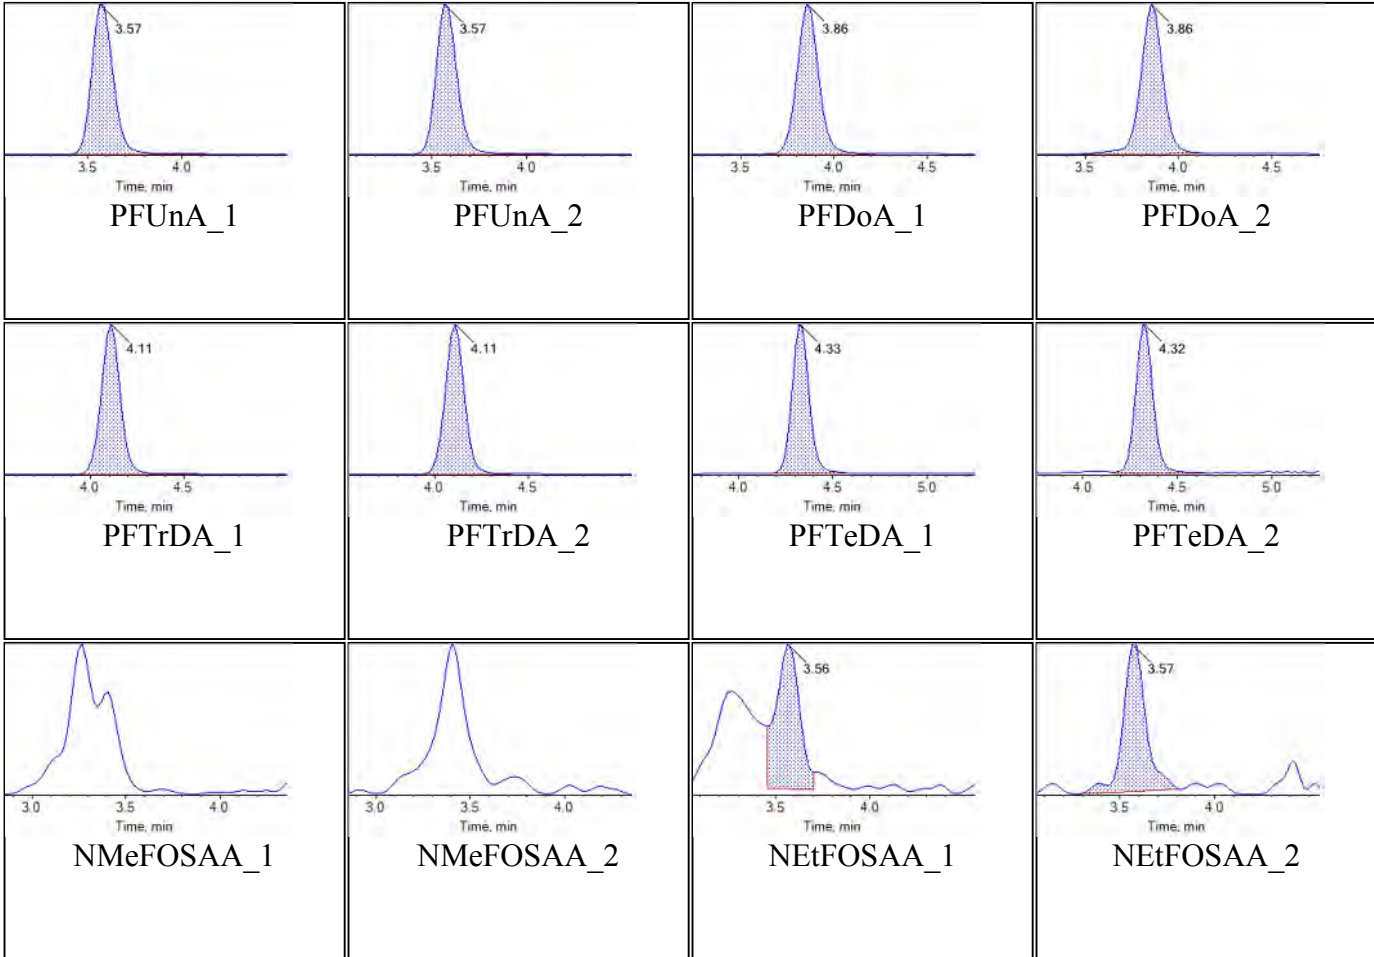 3.57
3.5 4.0
Time, min
PFUnA_1
3.57
3.5 4.0
Time, min
PFUnA_2
3.86
3.5 4.0 4.5
Time, min
PFDoA_1
3.86
3.5 4.0 4.5
Time, min
PFDoA_2
4.11
4.0 4.5
Time, min
PFTrDA_1
4.11
4.0 4.5
Time, min
PFTrDA_2
4.33
4.0 4.5 5.0
Time, min
PFTeDA_1
4.32
4.0 4.5 5.0
Time, min
PFTeDA_2
3.0 3.5 4.0
Time, min
NMeFOSAA_1
3.0 3.5 4.0
Time, min
NMeFOSAA_2
3.56
3.5 4.0
Time, min
NEtFOSAA_1
3.57
3.5 4.0
Time, min
NEtFOSAA_2